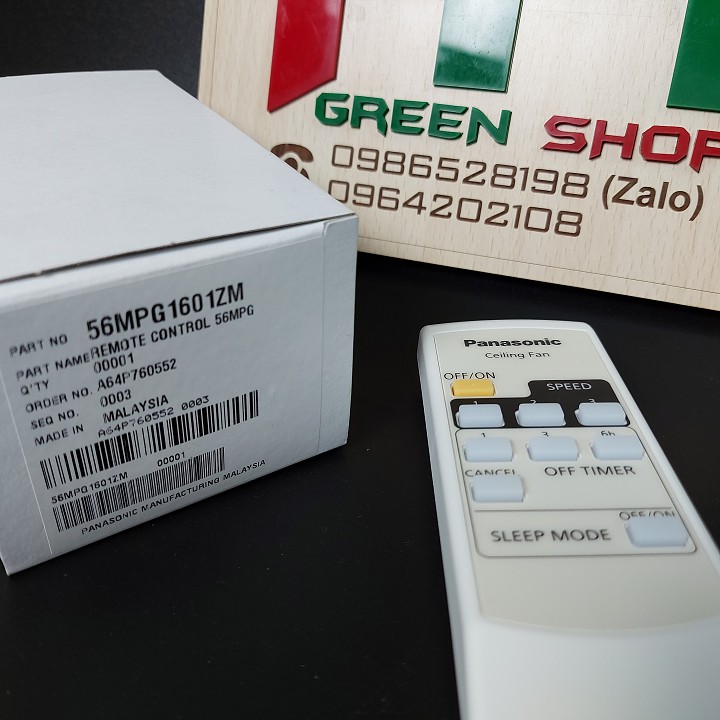 GREEN SHOP
0986528198 (Zalo)
0964202108
PART NO 56MPG1601ZM
PART NAME REMOTE CONTROL 56MPG
Q'TY 00001
ORDER NO. A64P760552
SEQ NO. 0003
MADE IN MALAYSIA
A64P760552 0003
56MPG1601ZM 00001
PANASONIC MANUFACTURING MALAYSIA
Panasonic
Ceiling Fan
OFF/ON
SPEED
1 2 3
1 3 6h
CANCEL OFF TIMER
OFF/ON
SLEEP MODE